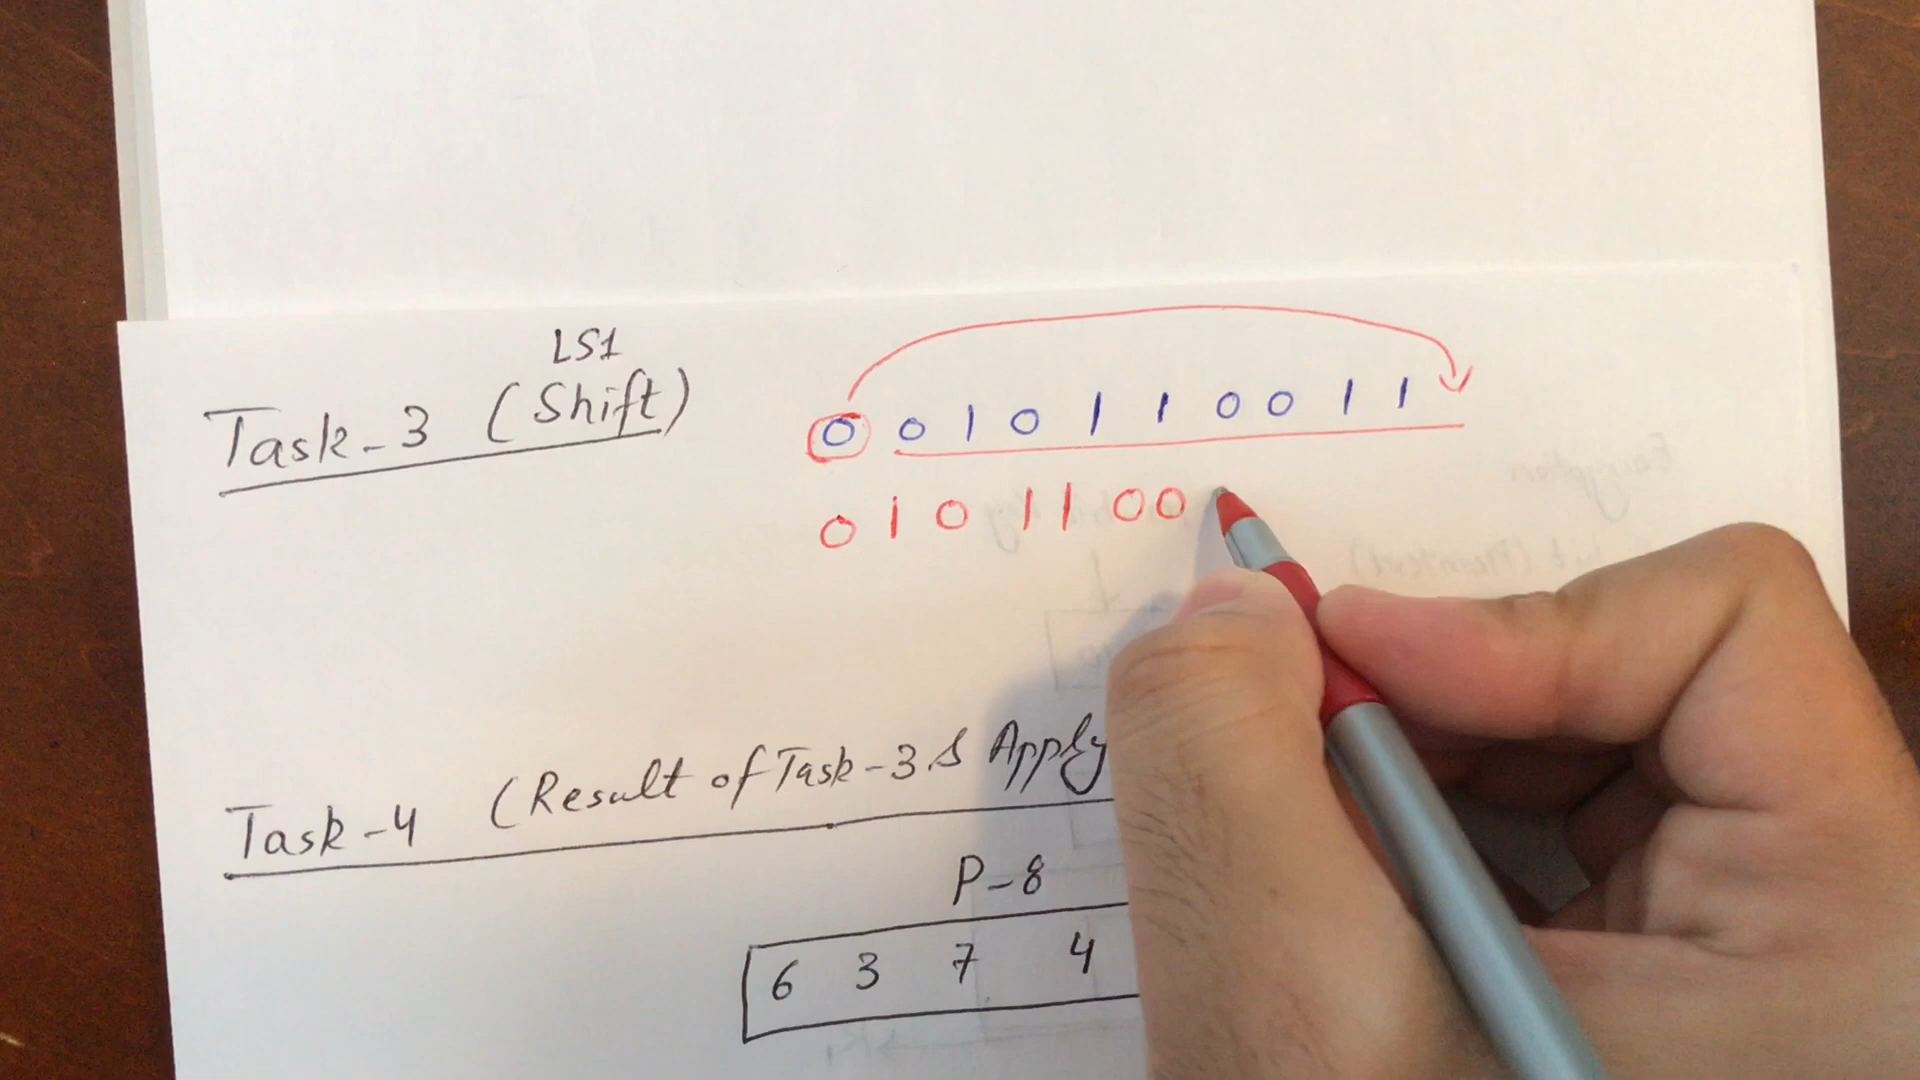 LS1
Task-3 (Shift) 0 0 1 0 1 1 0 0 1 1
0 1 0 1 1 0 0
Task-4 (Result of Task-3 & Apply
P-8
6 3 7 4